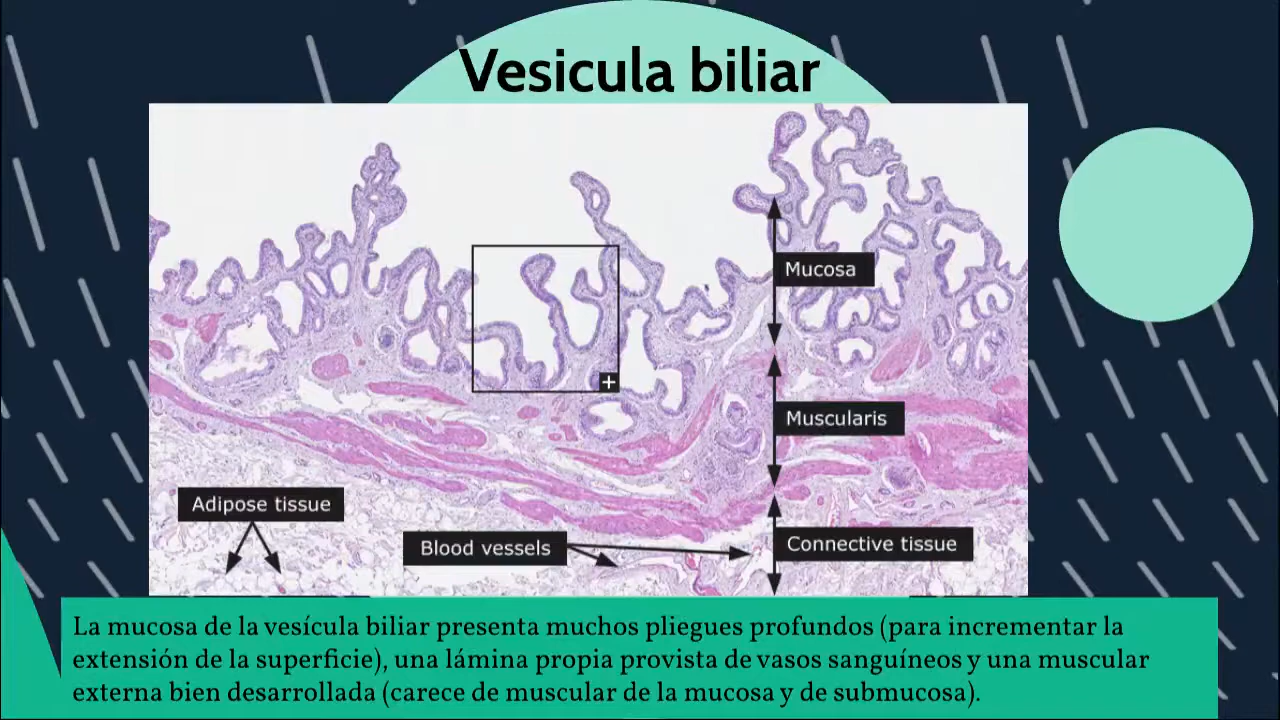 Vesicula biliar
Mucosa
Muscularis
Adipose tissue
Blood vessels
Connective tissue
La mucosa de la vesícula biliar presenta muchos pliegues profundos (para incrementar la
extensión de la superficie), una lámina propia provista de vasos sanguíneos y una muscular
externa bien desarrollada (carece de muscular de la mucosa y de submucosa).